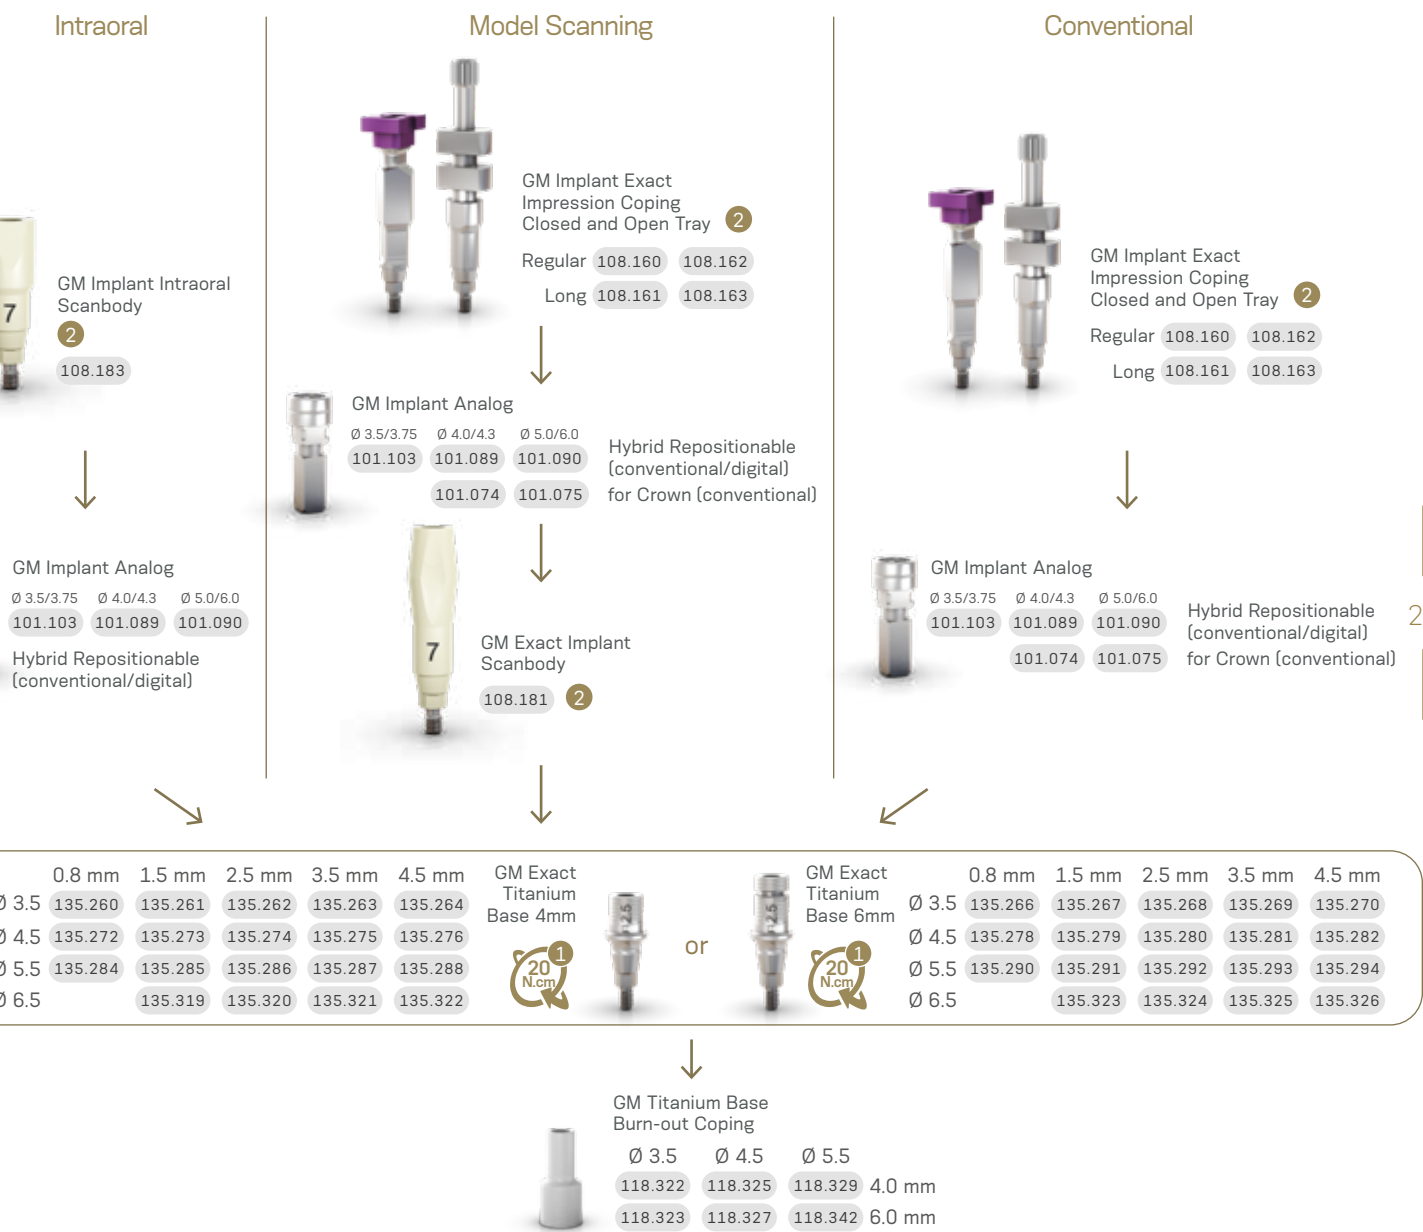 Intraoral
Model Scanning
Conventional
7
GM Implant Intraoral
Scanbody
2
108.183
GM Implant Analog
Ø 3.5/3.75 Ø 4.0/4.3 Ø 5.0/6.0
101.103 101.089 101.090
Hybrid Repositionable
(conventional/digital)
GM Implant Exact
Impression Coping
Closed and Open Tray 2
Regular 108.160 108.162
Long 108.161 108.163
GM Implant Analog
Ø 3.5/3.75 Ø 4.0/4.3 Ø 5.0/6.0
101.103 101.089 101.090
Hybrid Repositionable
(conventional/digital)
101.074 101.075 for Crown (conventional)
7
GM Exact Implant
Scanbody
108.181 2
GM Implant Exact
Impression Coping
Closed and Open Tray 2
Regular 108.160 108.162
Long 108.161 108.163
GM Implant Analog
Ø 3.5/3.75 Ø 4.0/4.3 Ø 5.0/6.0
101.103 101.089 101.090
Hybrid Repositionable
(conventional/digital)
101.074 101.075 for Crown (conventional)
2
0.8 mm 1.5 mm 2.5 mm 3.5 mm 4.5 mm
Ø 3.5 135.260 135.261 135.262 135.263 135.264
Ø 4.5 135.272 135.273 135.274 135.275 135.276
Ø 5.5 135.284 135.285 135.286 135.287 135.288
Ø 6.5 135.319 135.320 135.321 135.322
GM Exact
Titanium
Base 4mm
1
20
N.cm
2.5
or
2.5
GM Exact
Titanium
Base 6mm
1
20
N.cm
0.8 mm 1.5 mm 2.5 mm 3.5 mm 4.5 mm
Ø 3.5 135.266 135.267 135.268 135.269 135.270
Ø 4.5 135.278 135.279 135.280 135.281 135.282
Ø 5.5 135.290 135.291 135.292 135.293 135.294
Ø 6.5 135.323 135.324 135.325 135.326
GM Titanium Base
Burn-out Coping
Ø 3.5 Ø 4.5 Ø 5.5
118.322 118.325 118.329 4.0 mm
118.323 118.327 118.342 6.0 mm